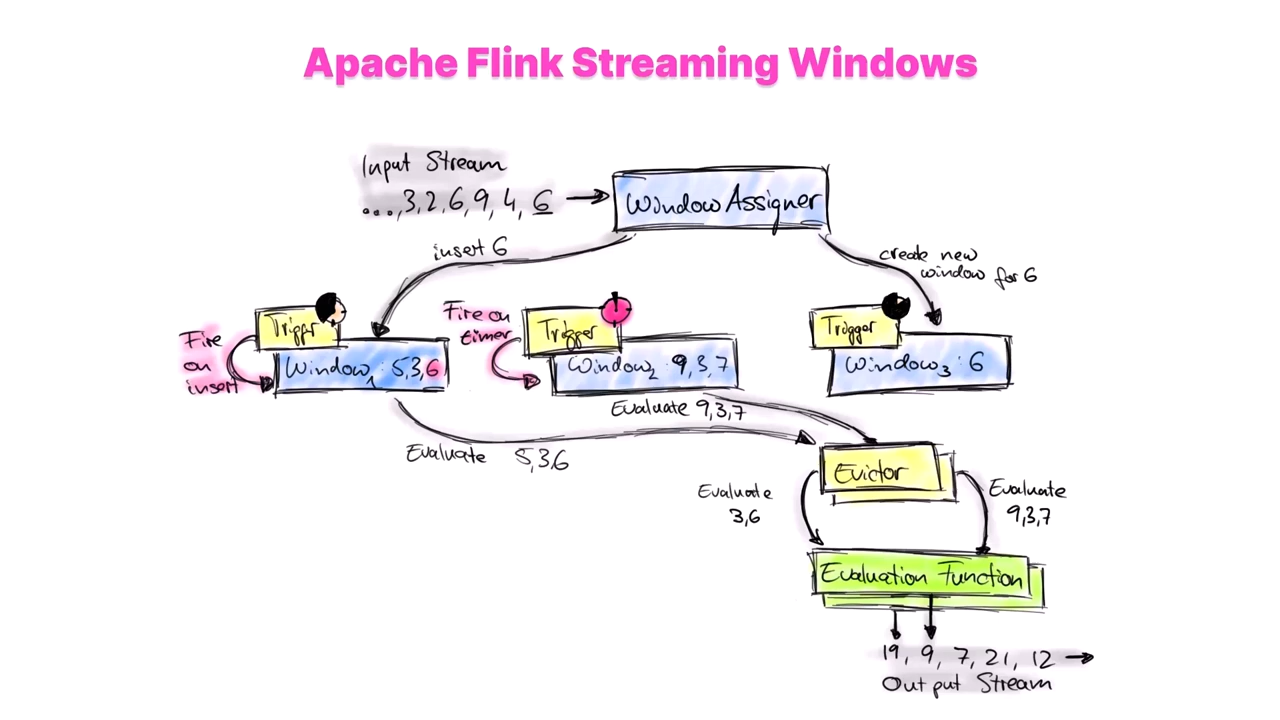 Apache Flink Streaming Windows
Input Stream
...,3,2,6,9,4,6
Window Assigner
insert 6
create new
window for 6
Fire
on
insert
Trigger
Window1: 5,3,6
Fire on
timer
Trigger
Window2: 9,3,7
Trigger
Window3: 6
Evaluate 9,3,7
Evaluate 5,3,6
Evictor
Evaluate
3,6
Evaluate
9,3,7
Evaluation Function
19, 9, 7, 21, 12
Output Stream